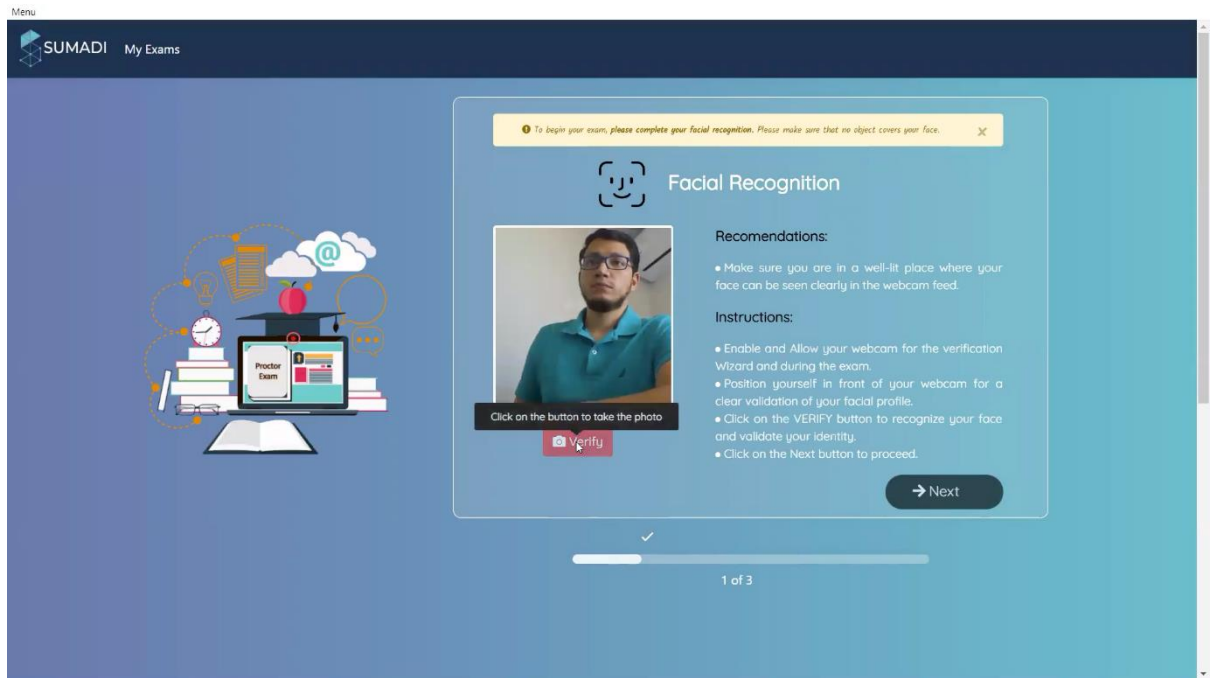 Menu
SUMADI My Exams
To begin your exam, please complete your facial recognition. Please make sure that no object covers your face. X
Facial Recognition
Recomendations:
• Make sure you are in a well-lit place where your
face can be seen clearly in the webcam feed.
Instructions:
• Enable and Allow your webcam for the verification
Wizard and during the exam.
• Position yourself in front of your webcam for a
clear validation of your facial profile.
• Click on the VERIFY button to recognize your face
and validate your identity.
• Click on the Next button to proceed.
Click on the button to take the photo
Verify
Next
1 of 3
@
Proctor
Exam